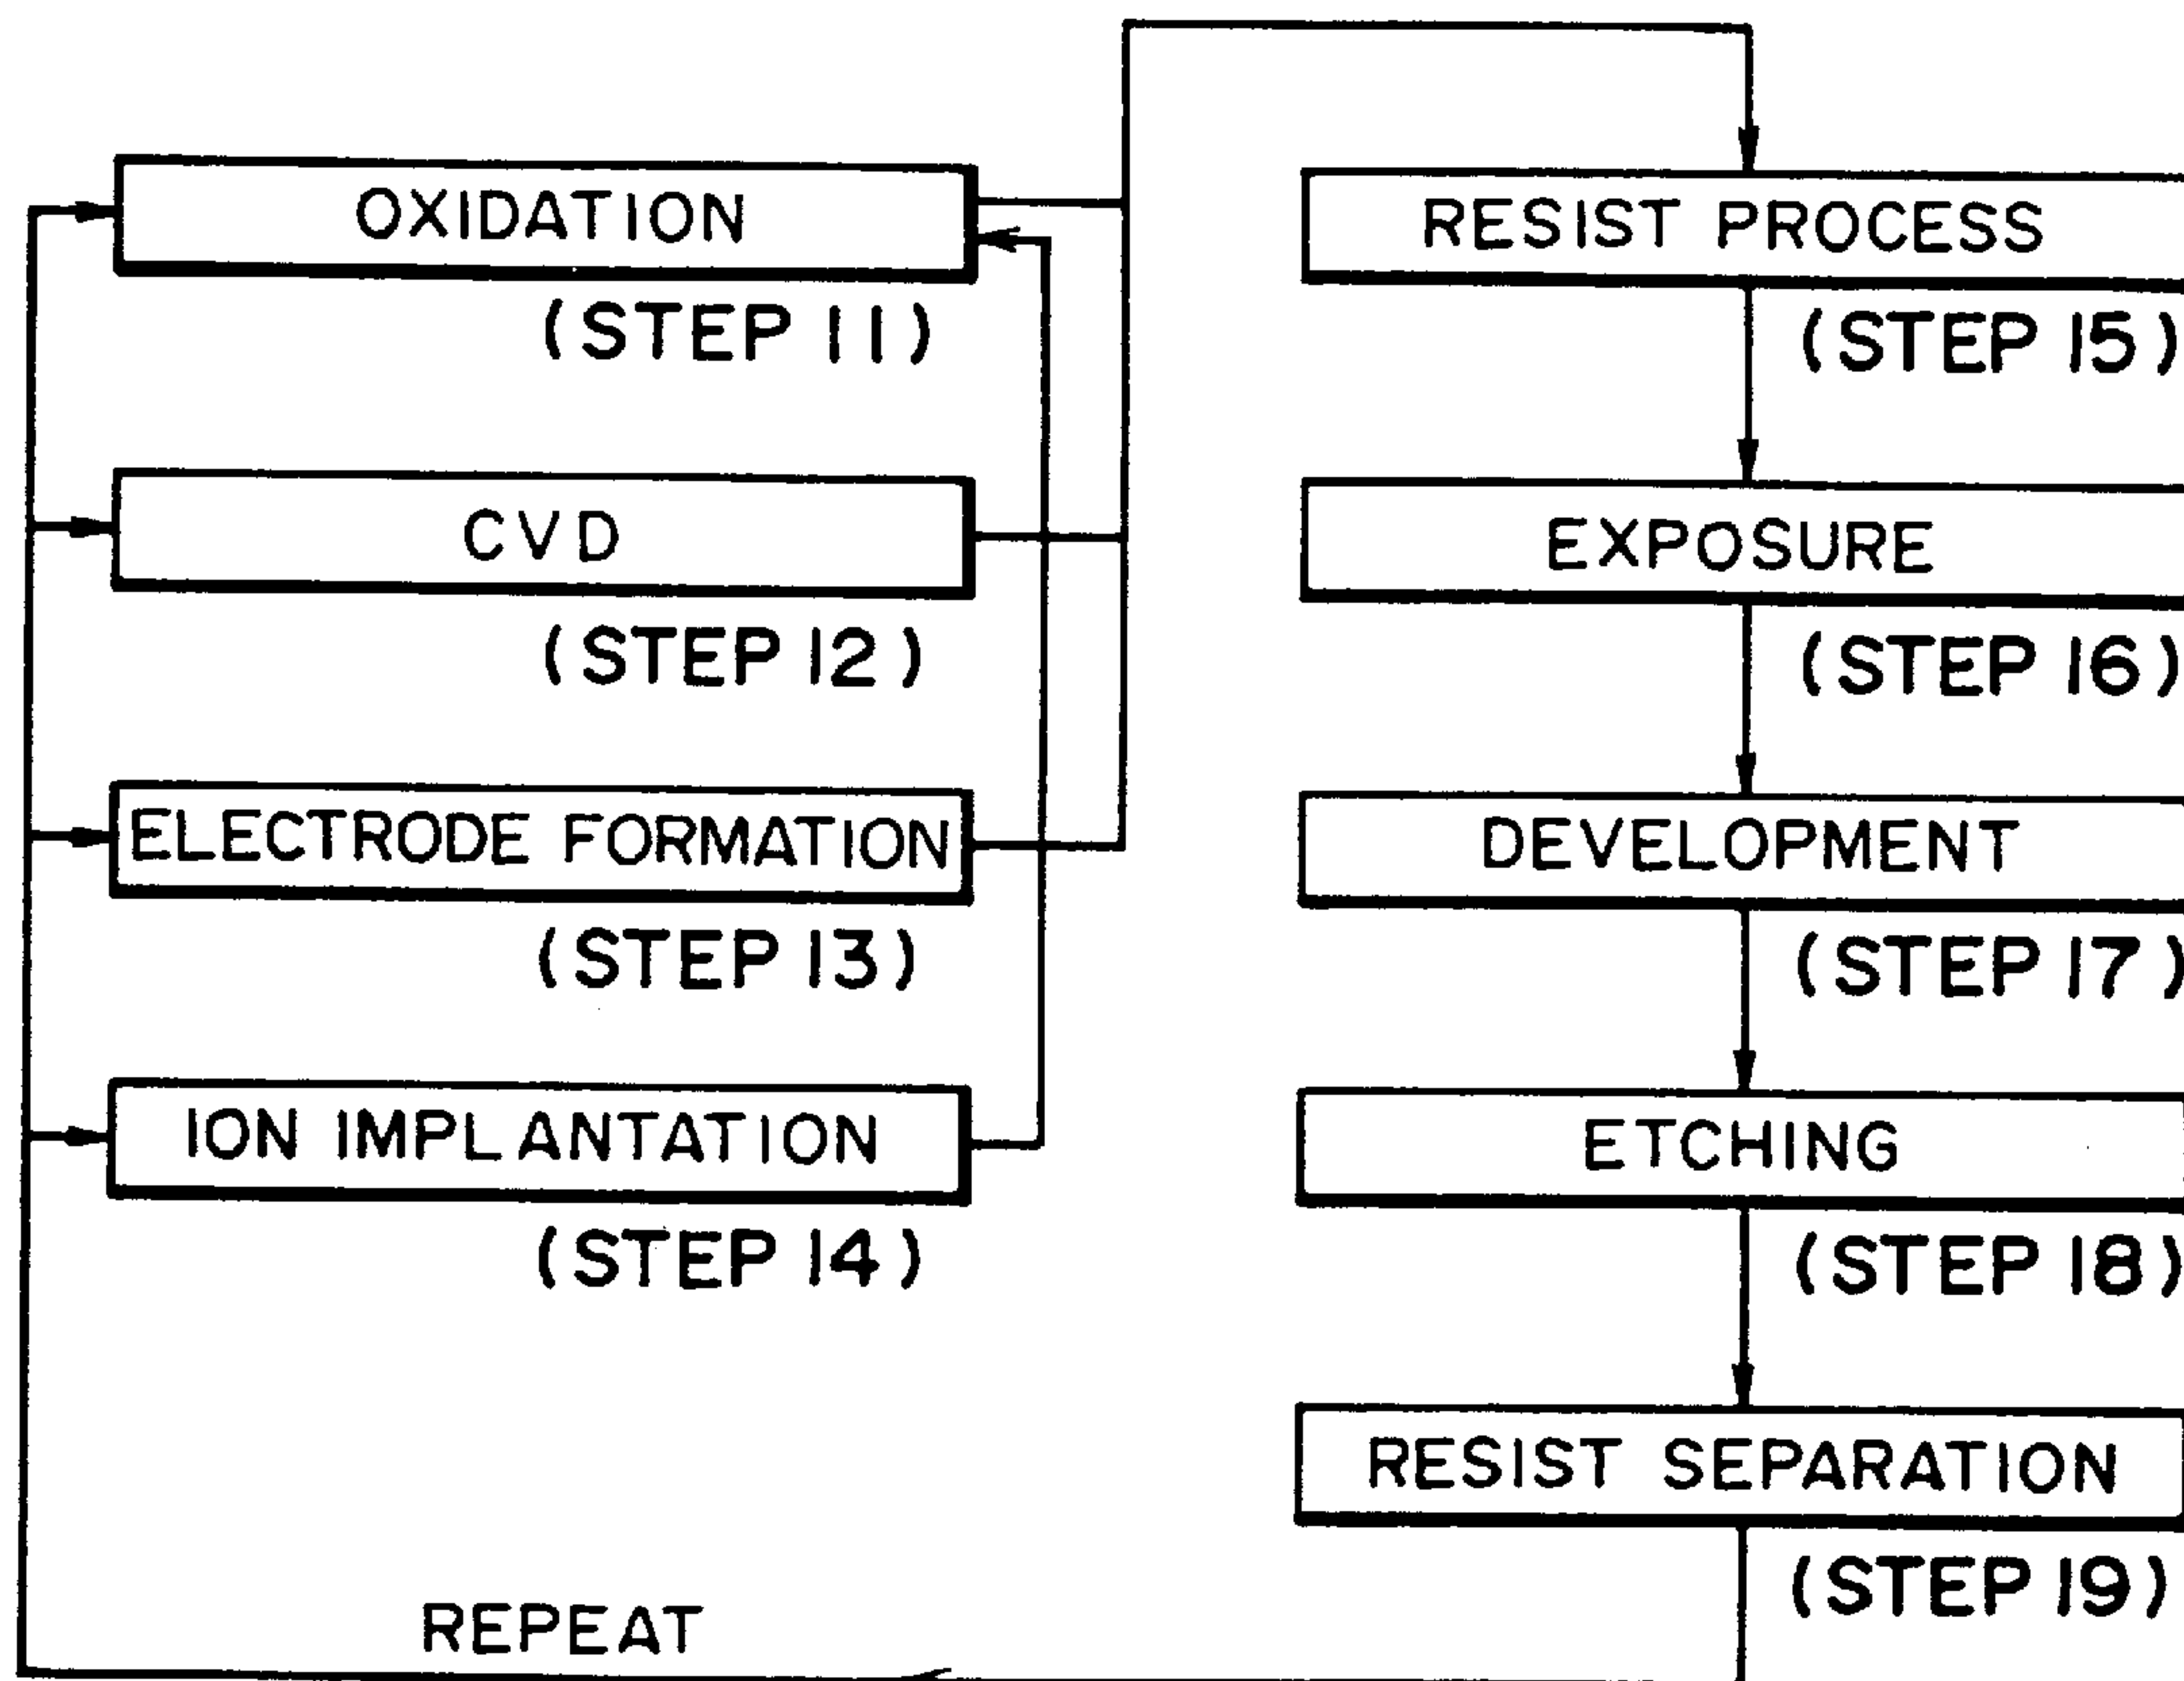 OXIDATION
(STEP 11)
CVD
(STEP 12)
ELECTRODE FORMATION
(STEP 13)
ION IMPLANTATION
(STEP 14)
RESIST PROCESS
(STEP 15)
EXPOSURE
(STEP 16)
DEVELOPMENT
(STEP 17)
ETCHING
(STEP 18)
RESIST SEPARATION
(STEP 19)
REPEAT